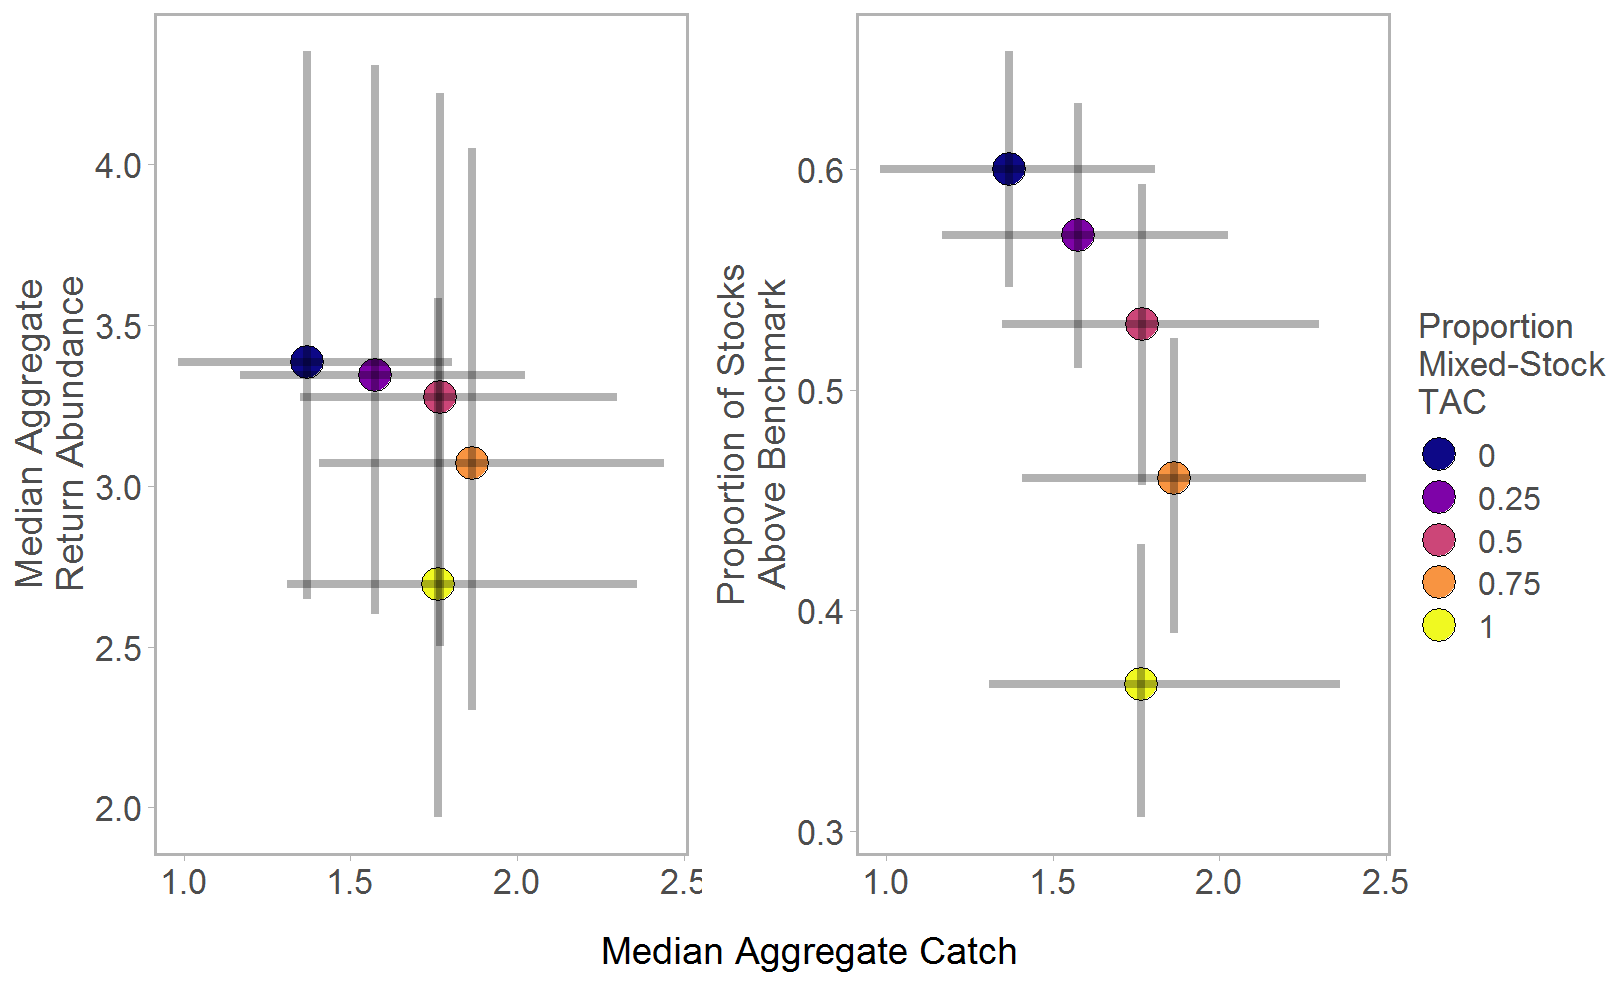 Median Aggregate
Return Abundance
4.0
3.5
3.0
2.5
2.0
1.0
1.5
2.0
2.5
Proportion of Stocks
Above Benchmark
0.6
0.5
0.4
0.3
1.0
1.5
2.0
2.5
Median Aggregate Catch
Proportion
Mixed-Stock
TAC
0
0.25
0.5
0.75
1